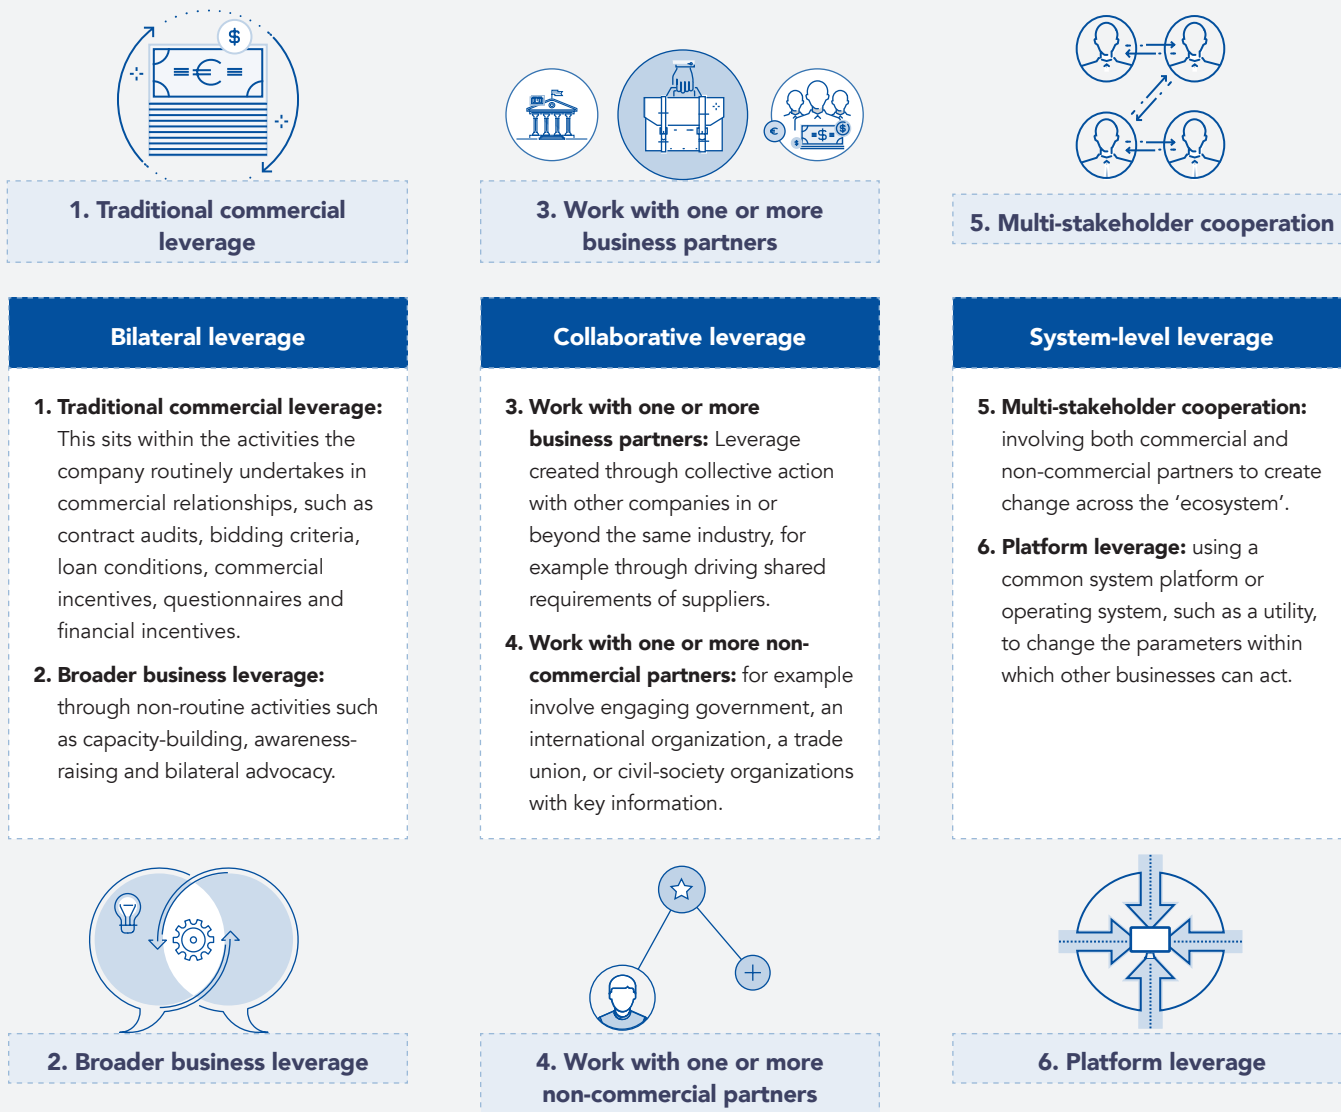 1. Traditional commercial
leverage
3. Work with one or more
business partners
5. Multi-stakeholder cooperation
Bilateral leverage
1. Traditional commercial leverage:
This sits within the activities the
company routinely undertakes in
commercial relationships, such as
contract audits, bidding criteria,
loan conditions, commercial
incentives, questionnaires and
financial incentives.
2. Broader business leverage:
through non-routine activities such
as capacity-building, awareness-
raising and bilateral advocacy.
Collaborative leverage
3. Work with one or more
business partners: Leverage
created through collective action
with other companies in or
beyond the same industry, for
example through driving shared
requirements of suppliers.
4. Work with one or more non-
commercial partners: for example
involve engaging government, an
international organization, a trade
union, or civil-society organizations
with key information.
System-level leverage
5. Multi-stakeholder cooperation:
involving both commercial and
non-commercial partners to create
change across the ‘ecosystem’.
6. Platform leverage: using a
common system platform or
operating system, such as a utility,
to change the parameters within
which other businesses can act.
2. Broader business leverage
4. Work with one or more
non-commercial partners
6. Platform leverage